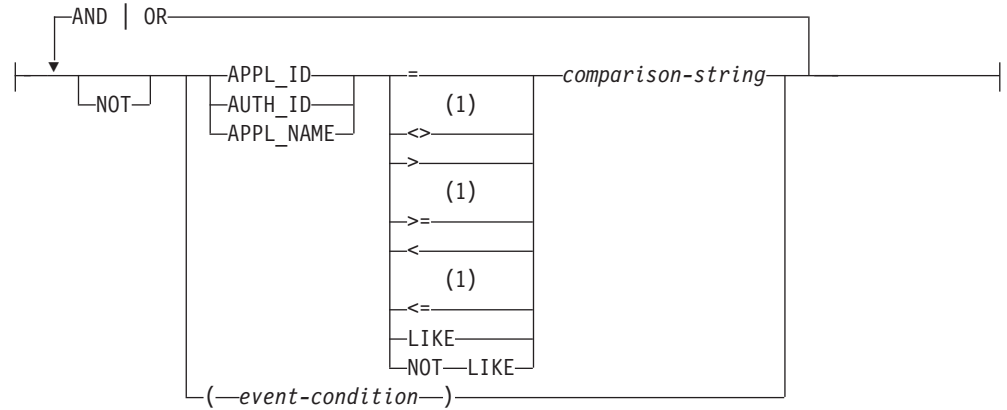 AND | OR
APPL_ID = comparison-string
NOT AUTH_ID (1)
APPL_NAME <>
>
(1)
>=
<
(1)
<=
LIKE
NOT LIKE
( event-condition )